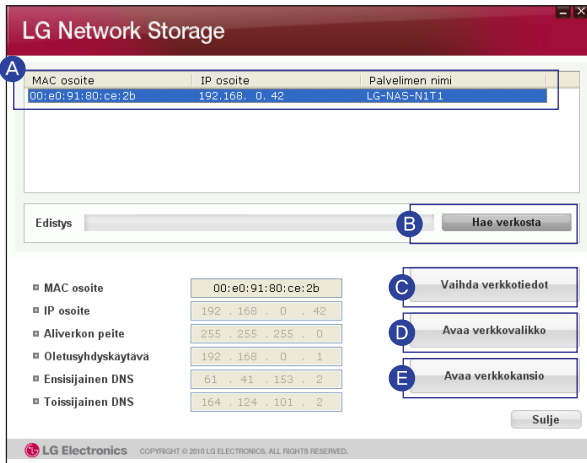 LG Network Storage
A
MAC osoite IP osoite Palvelimen nimi
00:e0:91:80:ce:2b 192.168. 0. 42 LG-NAS-N1T1
Edistys B Hae verkosta
MAC osoite 00:e0:91:80:ce:2b C Vaihda verkkotiedot
IP osoite 192 . 168 . 0 . 42
Aliverkon peite 255 . 255 . 255 . 0 D Avaa verkkovalikko
Oletusyhdyskäytävä 192 . 168 . 0 . 1
Ensisijainen DNS 61 . 41 . 153 . 2 E Avaa verkkokansio
Toissijainen DNS 164 . 124 . 101 . 2
Sulje
LG Electronics COPYRIGHT © 2010 LG ELECTRONICS, ALL RIGHTS RESERVED.